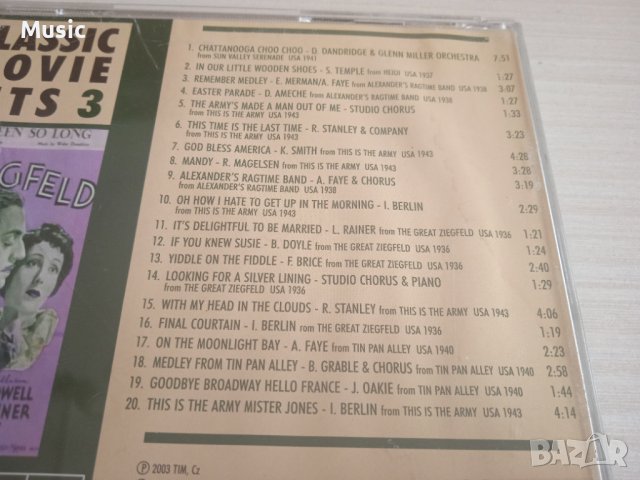 Music
CLASSIC
MOVIE
HITS 3
EEN SO LONG
GFELD
1. CHATTANOOGA CHOO CHOO - D. DANDRIDGE & GLENN MILLER ORCHESTRA 7,51
from SUN VALLEY SERENADE USA 1941
2. IN OUR LITTLE WOODEN SHOES - S. TEMPLE from HEIDI USA 1937 1:27
3. REMEMBER MEDLEY - E. MERMAN/A. FAYE from ALEXANDER'S RAGTIME BAND USA 1938 3:07
4. EASTER PARADE - D. AMECHE from ALEXANDER'S RAGTIME BAND USA 1938 1:27
5. THE ARMY'S MADE A MAN OUT OF ME - STUDIO CHORUS 1:33
from THIS IS THE ARMY USA 1943
6. THIS TIME IS THE LAST TIME - R. STANLEY & COMPANY 3:23
from THIS IS THE ARMY USA 1943
7. GOD BLESS AMERICA - K. SMITH from THIS IS THE ARMY USA 1943 4:28
8. MANDY - R. MAGELSEN from THIS IS THE ARMY USA 1943 3:28
9. ALEXANDER'S RAGTIME BAND - A. FAYE & CHORUS 3:19
from ALEXANDER'S RAGTIME BAND USA 1938
10. OH HOW I HATE TO GET UP IN THE MORNING - I. BERLIN 2:29
from THIS IS THE ARMY USA 1943
11. IT'S DELIGHTFUL TO BE MARRIED - L. RAINER from THE GREAT ZIEGFELD USA 1936 1:21
12. IF YOU KNEW SUSIE - B. DOYLE from THE GREAT ZIEGFELD USA 1936 1:24
13. YIDDLE ON THE FIDDLE - F. BRICE from THE GREAT ZIEGFELD USA 1936 2:40
14. LOOKING FOR A SILVER LINING - STUDIO CHORUS & PIANO 1:29
from THE GREAT ZIEGFELD USA 1936
15. WITH MY HEAD IN THE CLOUDS - R. STANLEY from THIS IS THE ARMY USA 1943 4:06
16. FINAL COURTAIN - I. BERLIN from THE GREAT ZIEGFELD USA 1936 1:19
17. ON THE MOONLIGHT BAY - A. FAYE from TIN PAN ALLEY USA 1940 2:23
18. MEDLEY FROM TIN PAN ALLEY - B. GRABLE & CHORUS from TIN PAN ALLEY USA 1940 2:58
19. GOODBYE BROADWAY HELLO FRANCE - J. OAKIE from TIN PAN ALLEY USA 1940 1:44
20. THIS IS THE ARMY MISTER JONES - I. BERLIN from THIS IS THE ARMY USA 1943 4:14
OWELL
INER
℗ 2003 TIM, Cz
BAZAR